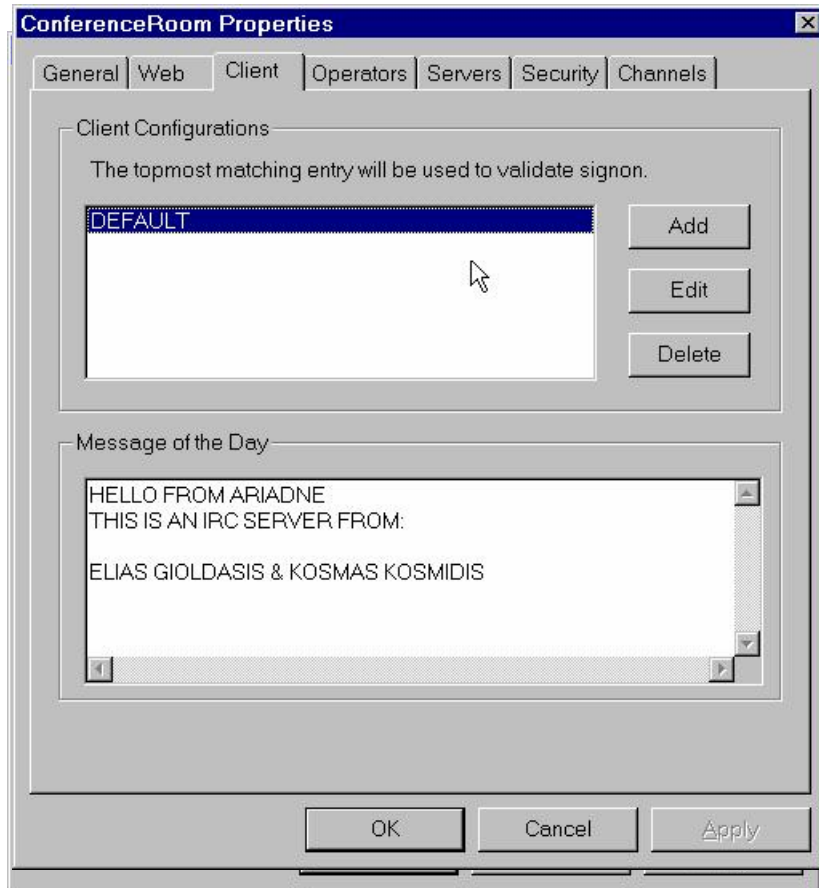 ConferenceRoom Properties
General Web Client Operators Servers Security Channels
Client Configurations
The topmost matching entry will be used to validate signon.
DEFAULT
Add
Edit
Delete
Message of the Day
HELLO FROM ARIADNE
THIS IS AN IRC SERVER FROM:
ELIAS GIOLDASIS & KOSMAS KOSMIDIS
OK Cancel Apply